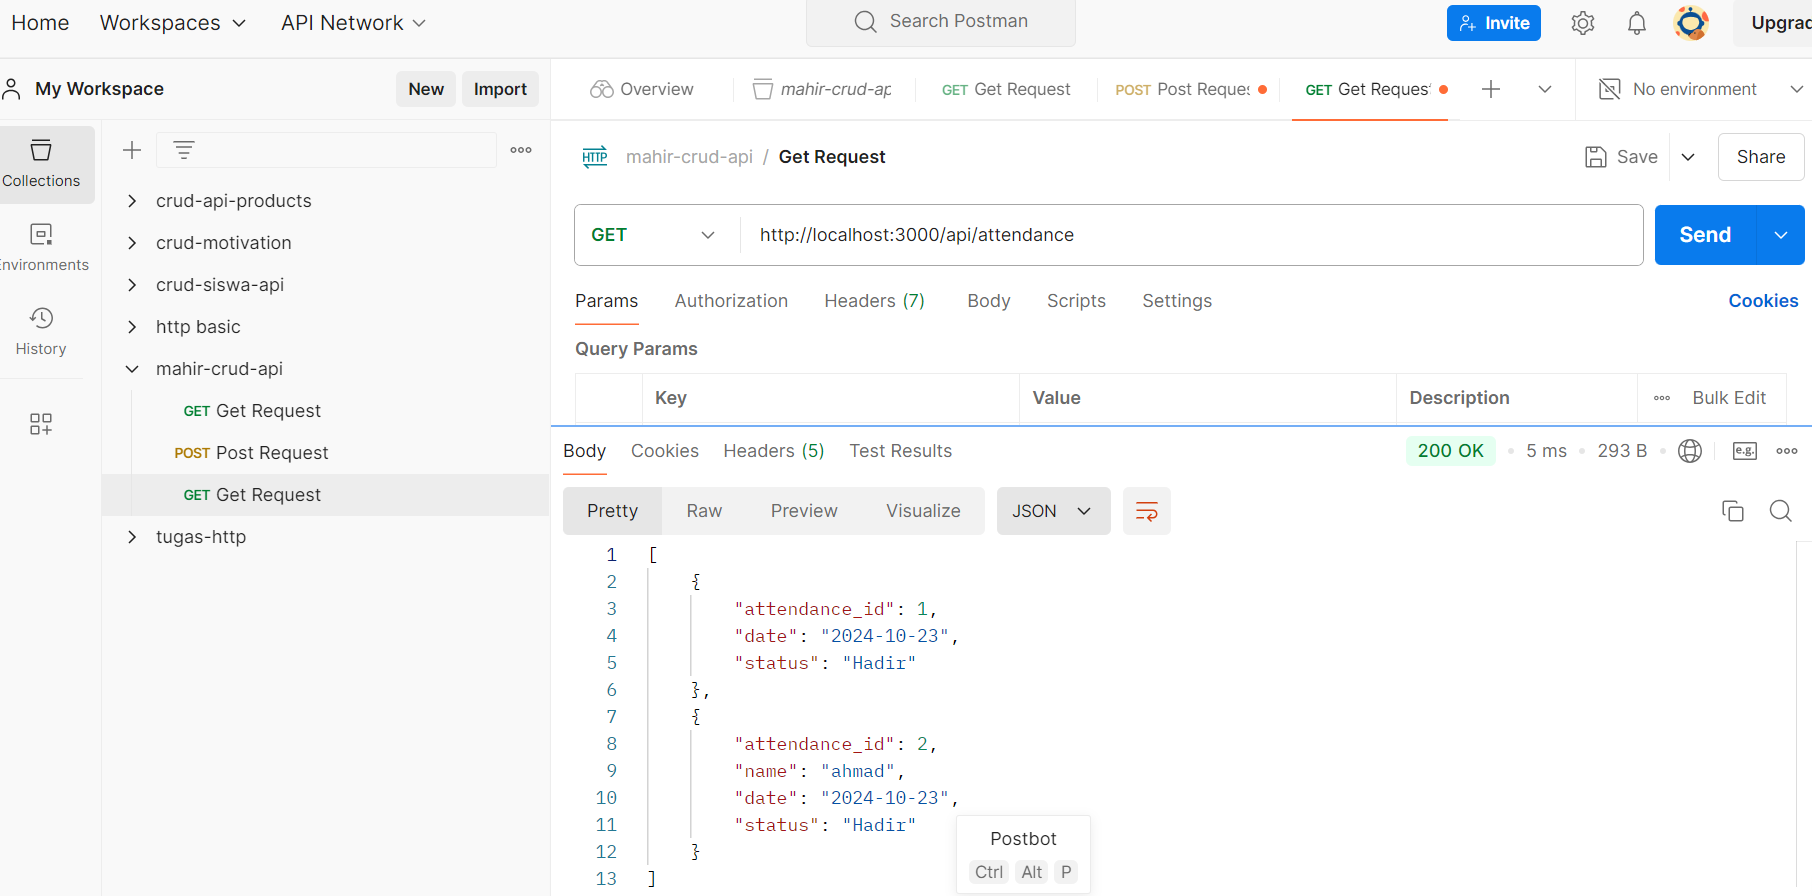 Home Workspaces API Network Search Postman Invite Upgrad
My Workspace New Import Overview mahir-crud-ap GET Get Request POST Post Reques GET Get Reques No environment
HTTP mahir-crud-api / Get Request Save Share
Collections
crud-api-products
crud-motivation
Environments
crud-siswa-api
http basic
History
mahir-crud-api
GET Get Request
POST Post Request
GET Get Request
tugas-http
GET http://localhost:3000/api/attendance Send
Params Authorization Headers (7) Body Scripts Settings Cookies
Query Params
Key Value Description Bulk Edit
Body Cookies Headers (5) Test Results 200 OK 5 ms 293 B e.g.
Pretty Raw Preview Visualize JSON
1 [
2 {
3 "attendance_id": 1,
4 "date": "2024-10-23",
5 "status": "Hadir"
6 },
7 {
8 "attendance_id": 2,
9 "name": "ahmad",
10 "date": "2024-10-23",
11 "status": "Hadir"
12 }
13 ]
Postbot
Ctrl Alt P